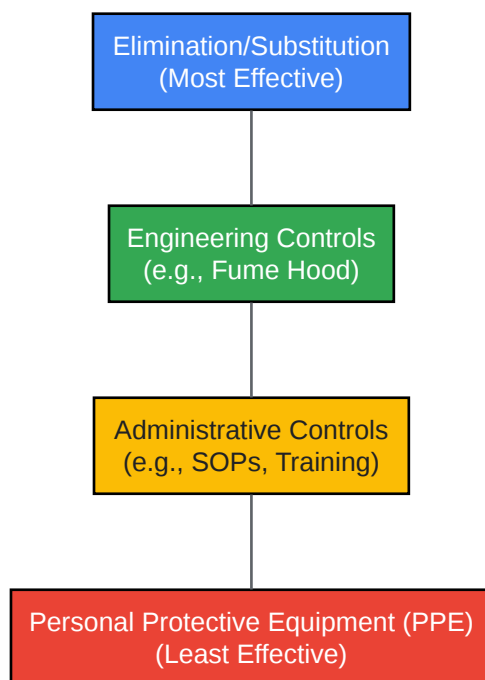 Elimination/Substitution
(Most Effective)
Engineering Controls
(e.g., Fume Hood)
Administrative Controls
(e.g., SOPs, Training)
Personal Protective Equipment (PPE)
(Least Effective)